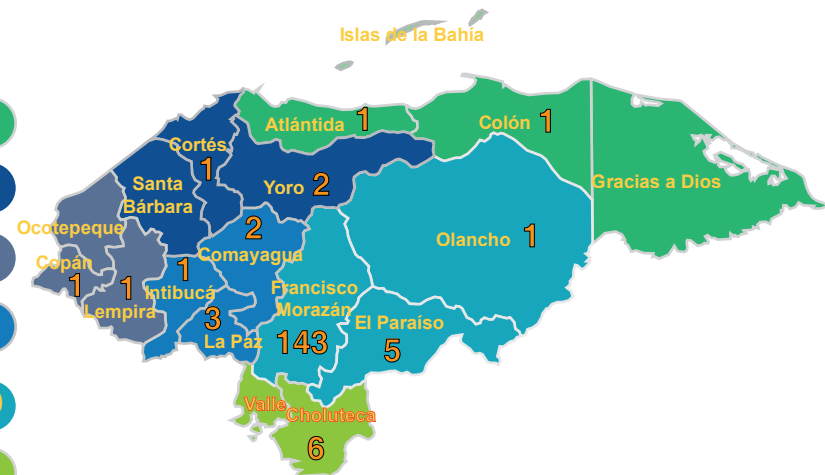 Islas de la Bahía
Atlántida 1
Colón 1
Cortés
1
Santa
Bárbara
Yoro 2
Gracias a Dios
Ocotepeque
2
Comayagua
Olancho 1
Copán
1
1
Lempira
1
Intibucá
Francisco
Morazán
143
3
La Paz
El Paraíso
5
Valle
Choluteca
6